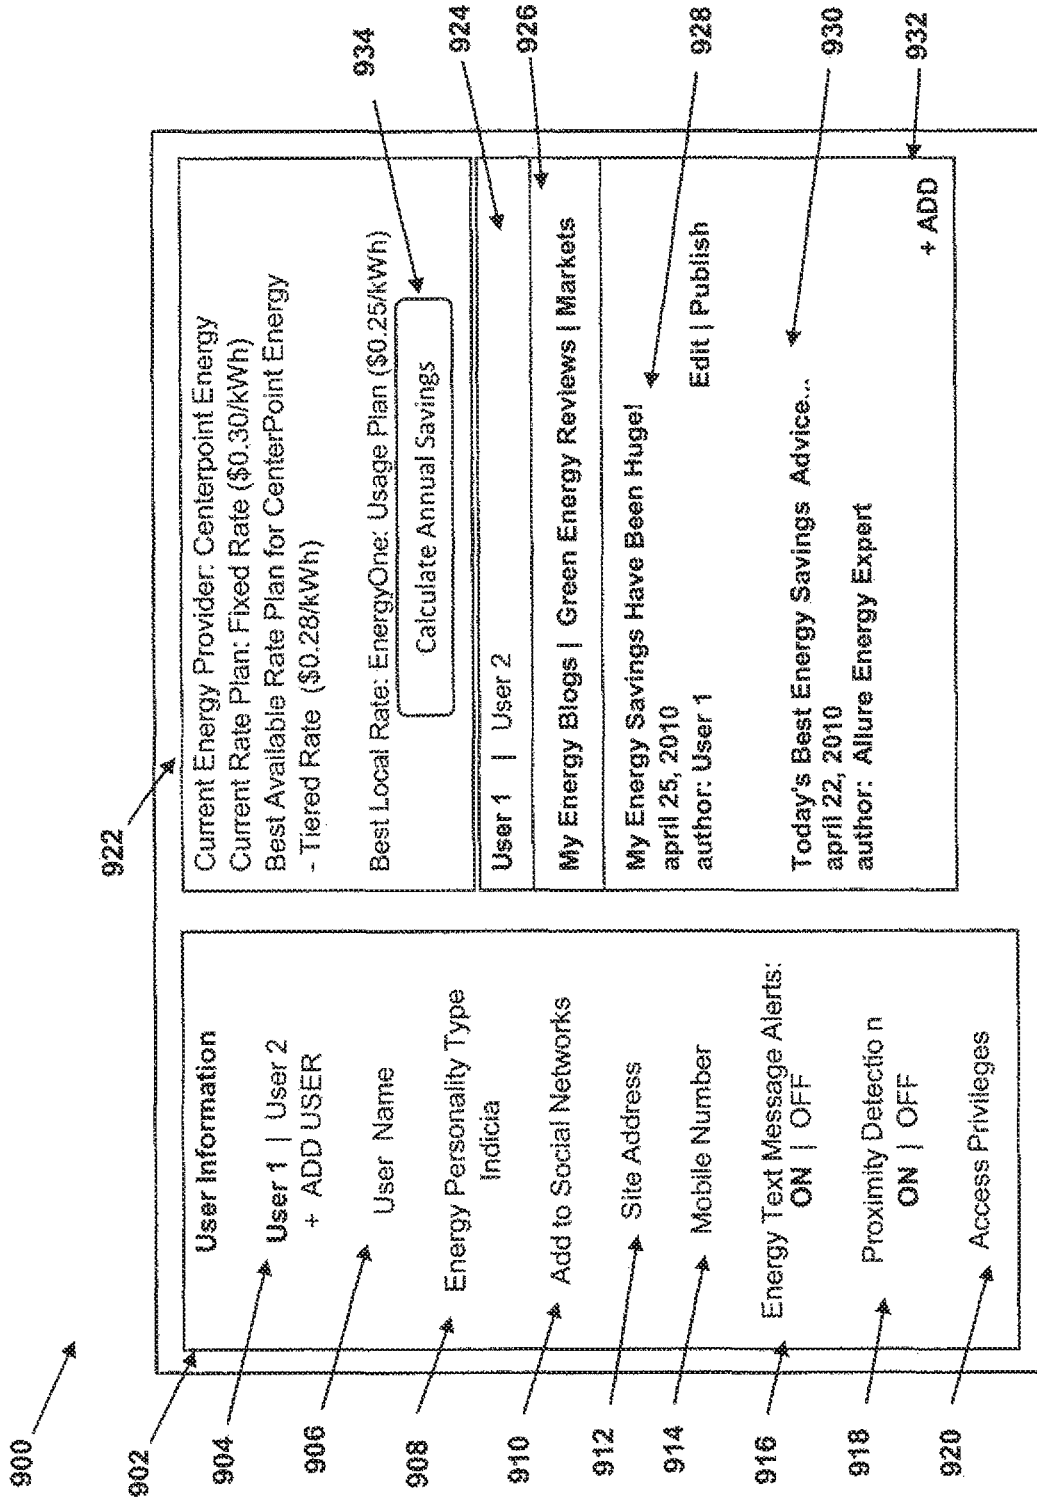 900
902
904
906
908
910
912
914
916
918
920
User Information
User 1 | User 2
+ ADD USER
User Name
Energy Personality Type
Indicia
Add to Social Networks
Site Address
Mobile Number
Energy Text Message Alerts:
ON | OFF
Proximity Detectio n
ON | OFF
Access Privileges
922
Current Energy Provider: Centerpoint Energy
Current Rate Plan: Fixed Rate ($0.30/kWh)
Best Available Rate Plan for CenterPoint Energy
- Tiered Rate ($0.28/kWh)
Best Local Rate: EnergyOne: Usage Plan ($0.25/kWh)
Calculate Annual Savings
User 1 | User 2
My Energy Blogs | Green Energy Reviews | Markets
My Energy Savings Have Been Huge!
april 25, 2010
author: User 1
Edit | Publish
Today's Best Energy Savings Advice...
april 22, 2010
author: Allure Energy Expert
+ ADD
934
924
926
928
930
932